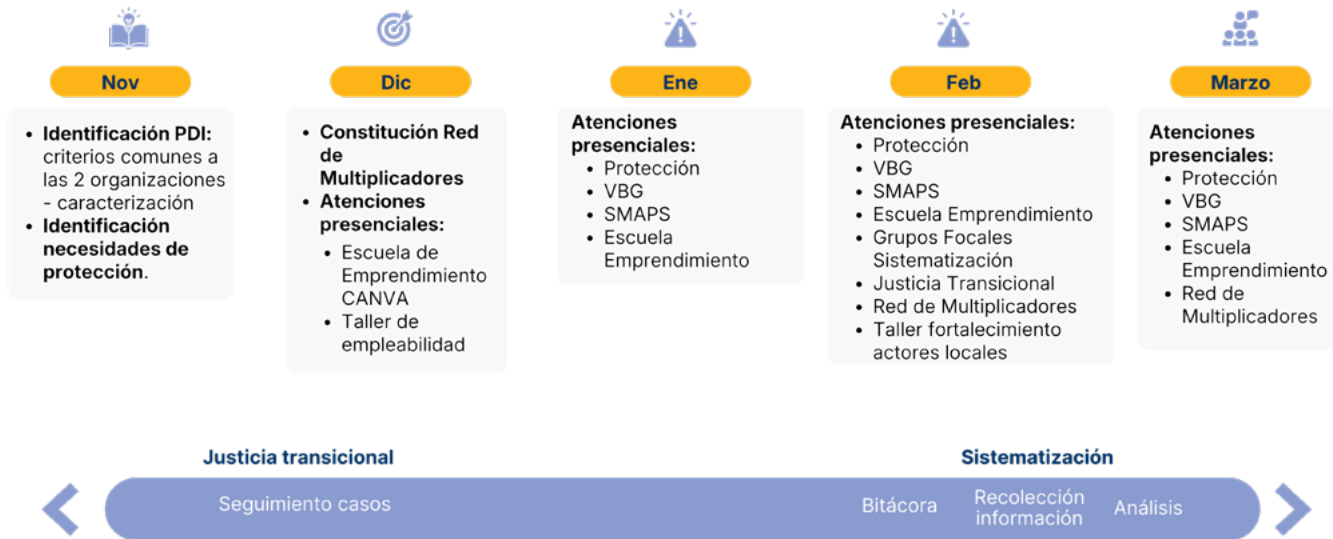 Nov
• Identificación PDI:
criterios comunes a
las 2 organizaciones
- caracterización
• Identificación
necesidades de
protección.
Dic
• Constitución Red
de
Multiplicadores
• Atenciones
presenciales:
• Escuela de
Emprendimiento
CANVA
• Taller de
empleabilidad
Ene
Atenciones
presenciales:
• Protección
• VBG
• SMAPS
• Escuela
Emprendimiento
Feb
Atenciones presenciales:
• Protección
• VBG
• SMAPS
• Escuela Emprendimiento
• Grupos Focales
Sistematización
• Justicia Transicional
• Red de Multiplicadores
• Taller fortalecimiento
actores locales
Marzo
Atenciones
presenciales:
• Protección
• VBG
• SMAPS
• Escuela
Emprendimiento
• Red de
Multiplicadores
Justicia transicional
Seguimiento casos
Sistematización
Bitácora
Recolección
información
Análisis